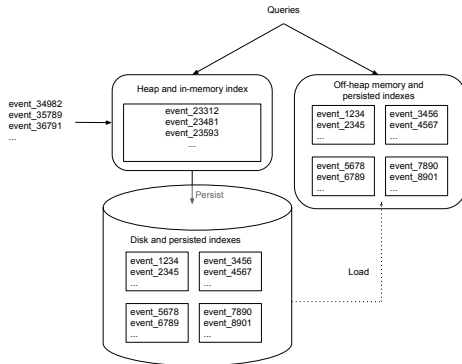 Queries
Heap and in-memory index
event_23312
event_23481
event_23593
...
event_34982
event_35789
event_36791
...
Off-heap memory and
persisted indexes
event_1234
event_2345
...
event_3456
event_4567
...
event_5678
event_6789
...
event_7890
event_8901
...
Persist
Disk and persisted indexes
event_1234
event_2345
...
event_3456
event_4567
...
event_5678
event_6789
...
event_7890
event_8901
...
Load